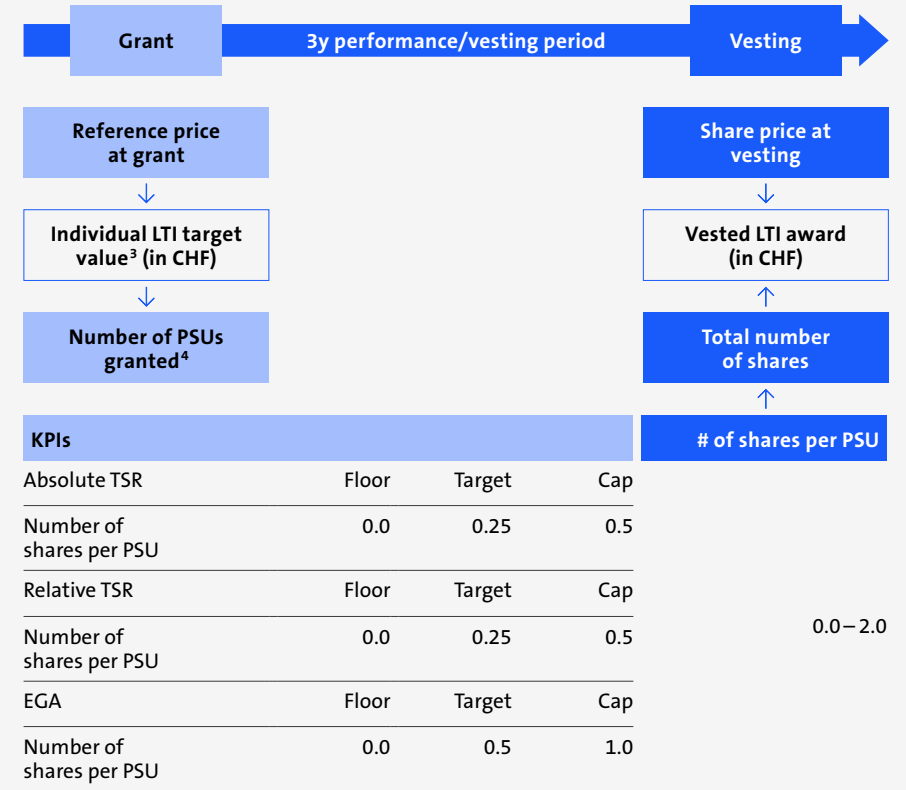 Grant 3y performance/vesting period Vesting
Reference price
at grant
Individual LTI target
value³ (in CHF)
Number of PSUs
granted⁴
Share price at
vesting
Vested LTI award
(in CHF)
Total number
of shares
KPIs # of shares per PSU
Absolute TSR Floor Target Cap
Number of
shares per PSU 0.0 0.25 0.5
Relative TSR Floor Target Cap
Number of
shares per PSU 0.0 0.25 0.5
0.0–2.0
EGA Floor Target Cap
Number of
shares per PSU 0.0 0.5 1.0